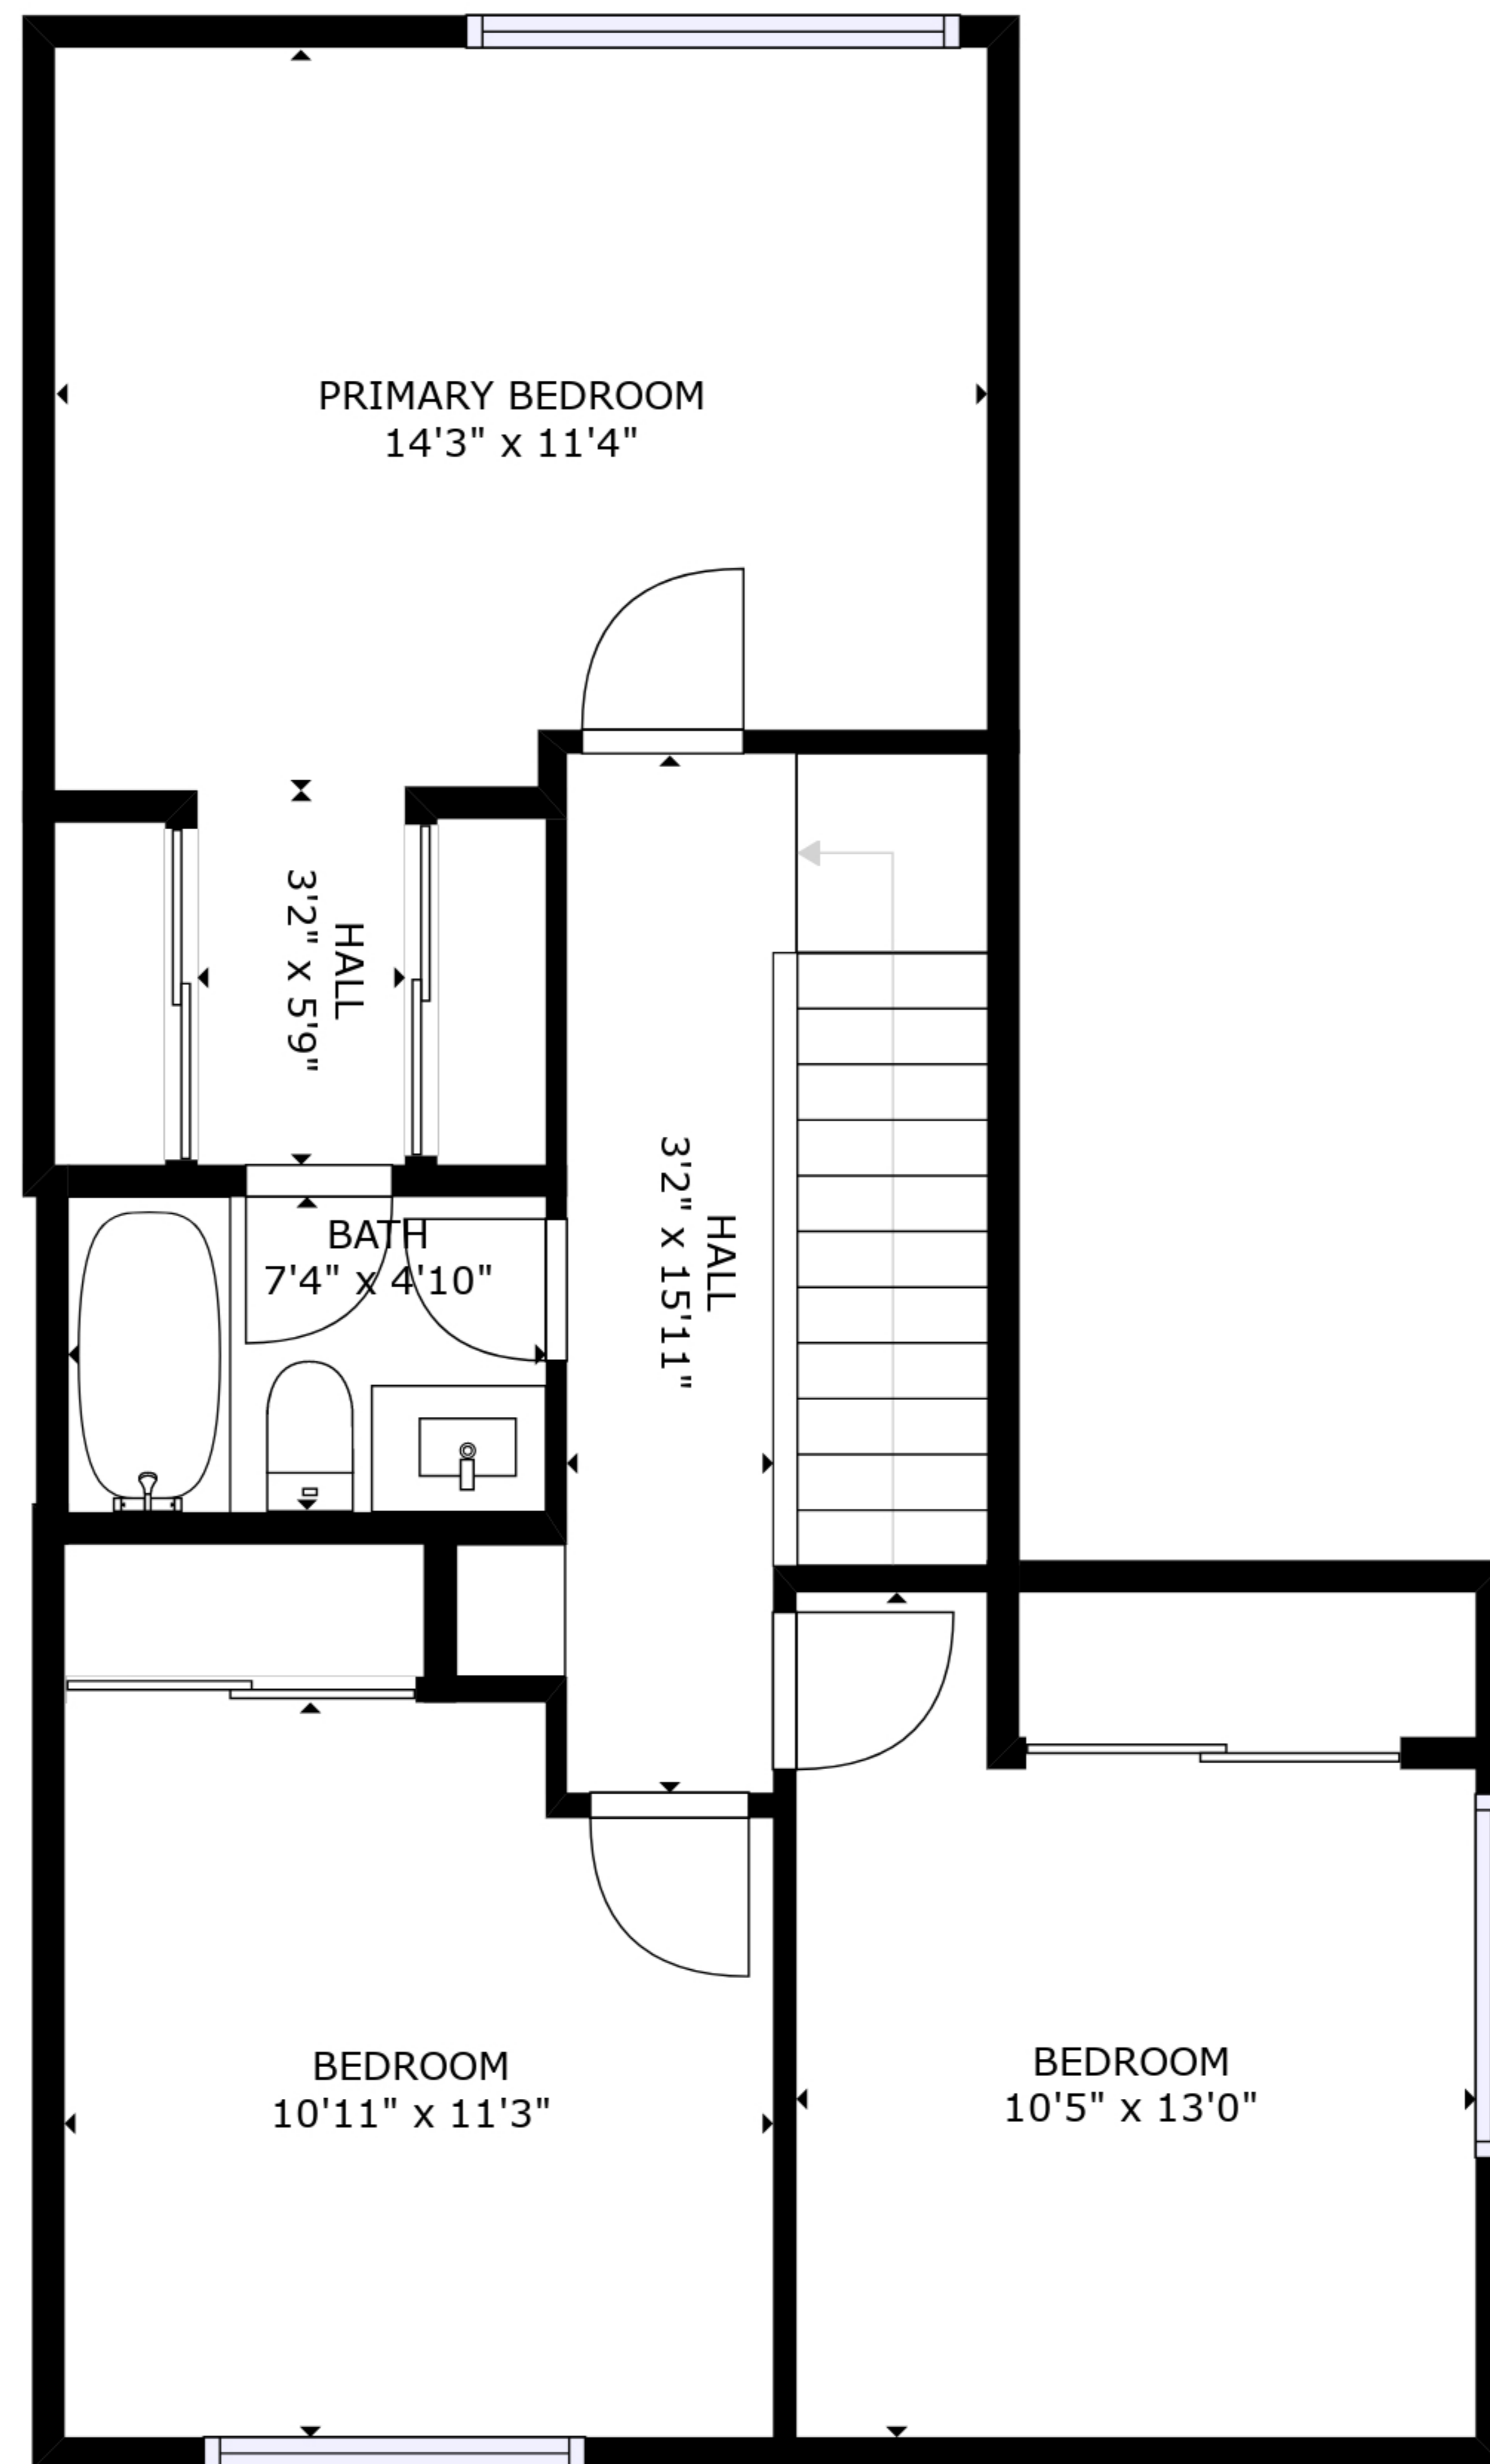 PRIMARY BEDROOM
14'3" x 11'4"
HALL
3'2" x 5'9"
HALL
3'2" x 15'11"
BATH
7'4" x 4'10"
BEDROOM
10'11" x 11'3"
BEDROOM
10'5" x 13'0"